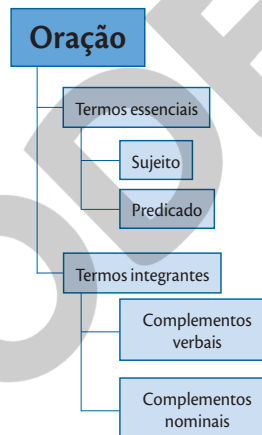 Oração
Termos essenciais
Sujeito
Predicado
Termos integrantes
Complementos
verbais
Complementos
nominais